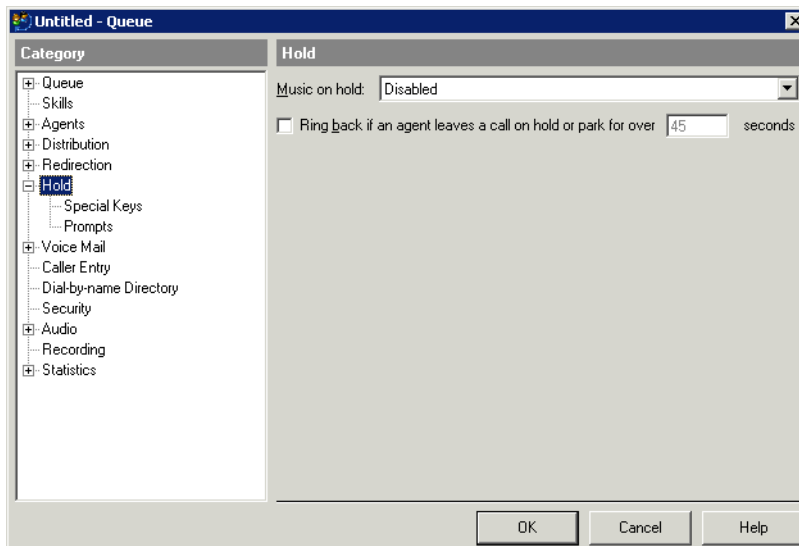 Untitled - Queue
Category
Queue
Skills
Agents
Distribution
Redirection
Hold
Special Keys
Prompts
Voice Mail
Caller Entry
Dial-by-name Directory
Security
Audio
Recording
Statistics
Hold
Music on hold: Disabled
Ring back if an agent leaves a call on hold or park for over 45 seconds
OK Cancel Help